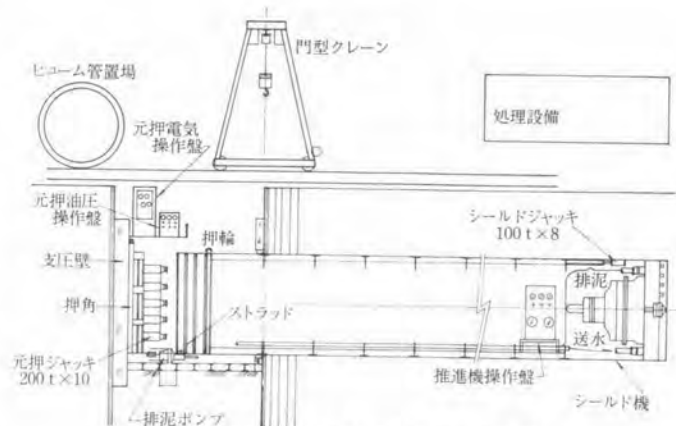 門型クレーン
ヒューム管置場
処理設備
元押電気
操作盤
元押油圧
操作盤
シールドジャッキ
100t×8
押輪
支圧壁
排泥
押角
ストラッド
送水
元押ジャッキ
200t×10
推進機操作盤
シールド機
排泥ポンプ